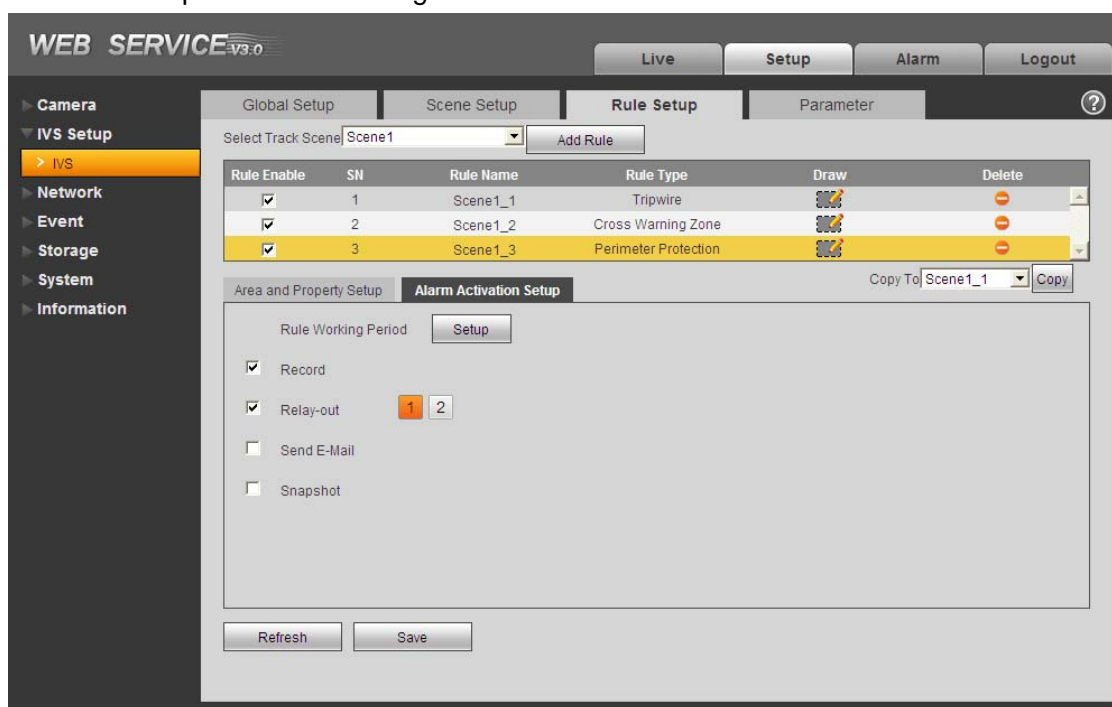 WEB SERVICE V3.0
Live Setup Alarm Logout
Camera
IVS Setup
> IVS
Network
Event
Storage
System
Information
Global Setup Scene Setup Rule Setup Parameter ?
Select Track Scene Scene1 Add Rule
Rule Enable SN Rule Name Rule Type Draw Delete
1 Scene1_1 Tripwire
2 Scene1_2 Cross Warning Zone
3 Scene1_3 Perimeter Protection
Area and Property Setup Alarm Activation Setup Copy To Scene1_1 Copy
Rule Working Period Setup
Record
Relay-out 1 2
Send E-Mail
Snapshot
Refresh Save